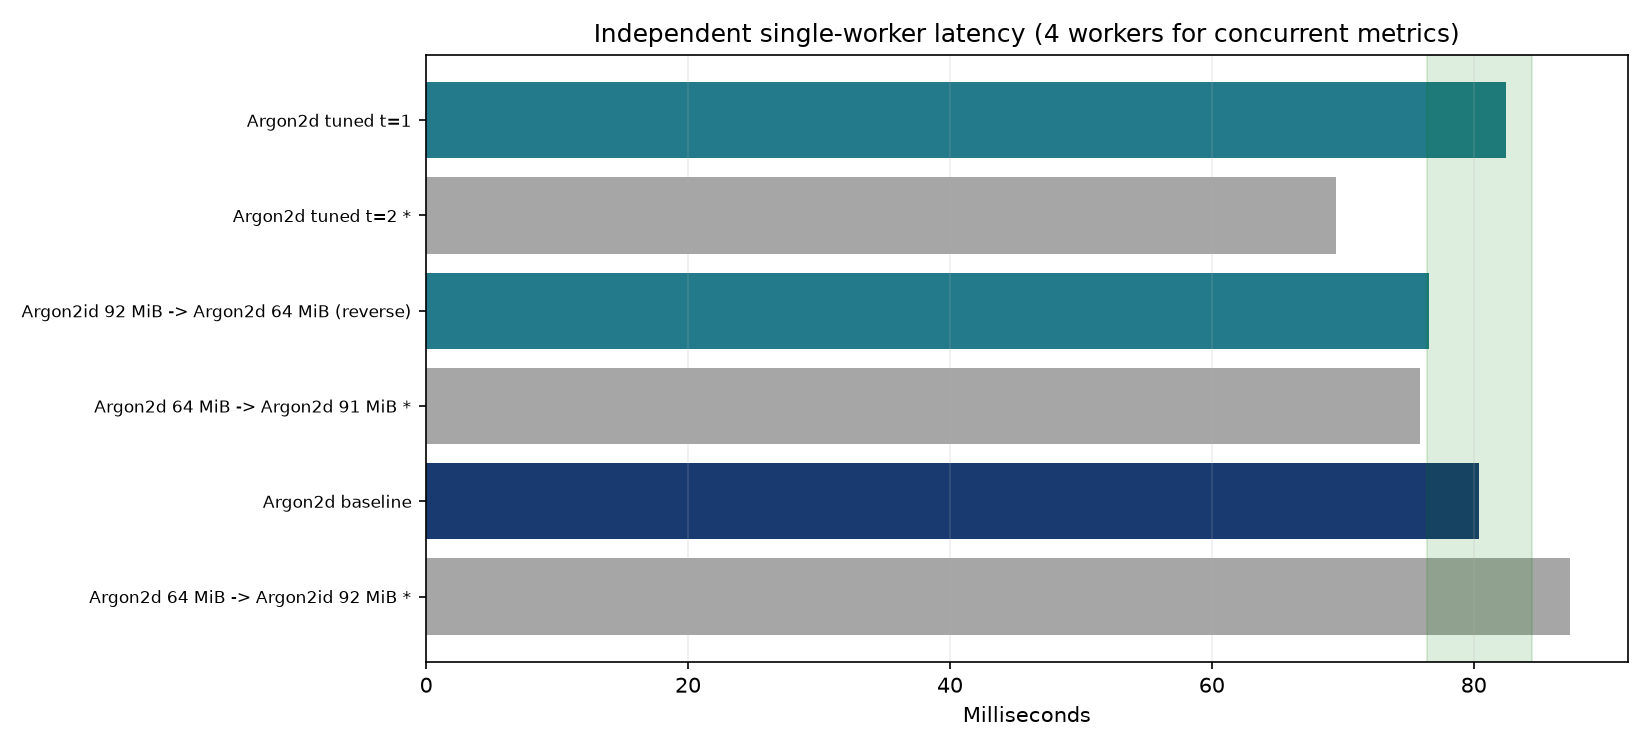 Independent single-worker latency (4 workers for concurrent metrics)
Argon2d tuned t=1
Argon2d tuned t=2 *
Argon2id 92 MiB -> Argon2d 64 MiB (reverse)
Argon2d 64 MiB -> Argon2d 91 MiB *
Argon2d baseline
Argon2d 64 MiB -> Argon2id 92 MiB *
0 20 40 60 80
Milliseconds